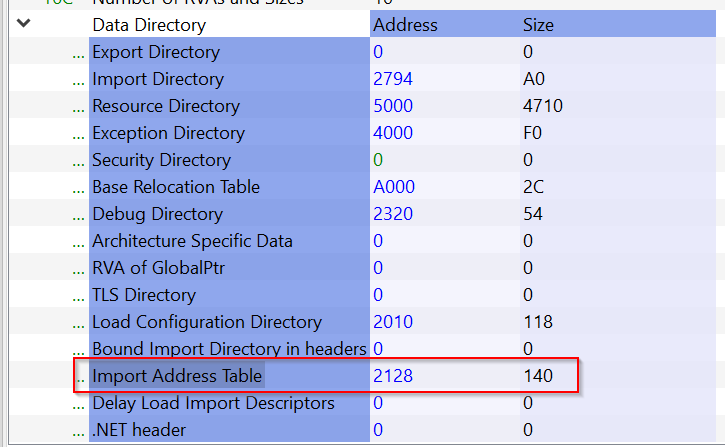 Data Directory Address Size
... Export Directory 0 0
... Import Directory 2794 A0
... Resource Directory 5000 4710
... Exception Directory 4000 F0
... Security Directory 0 0
... Base Relocation Table A000 2C
... Debug Directory 2320 54
... Architecture Specific Data 0 0
... RVA of GlobalPtr 0 0
... TLS Directory 0 0
... Load Configuration Directory 2010 118
... Bound Import Directory in headers 0 0
.. Import Address Table 2128 140
... Delay Load Import Descriptors 0 0
... .NET header 0 0